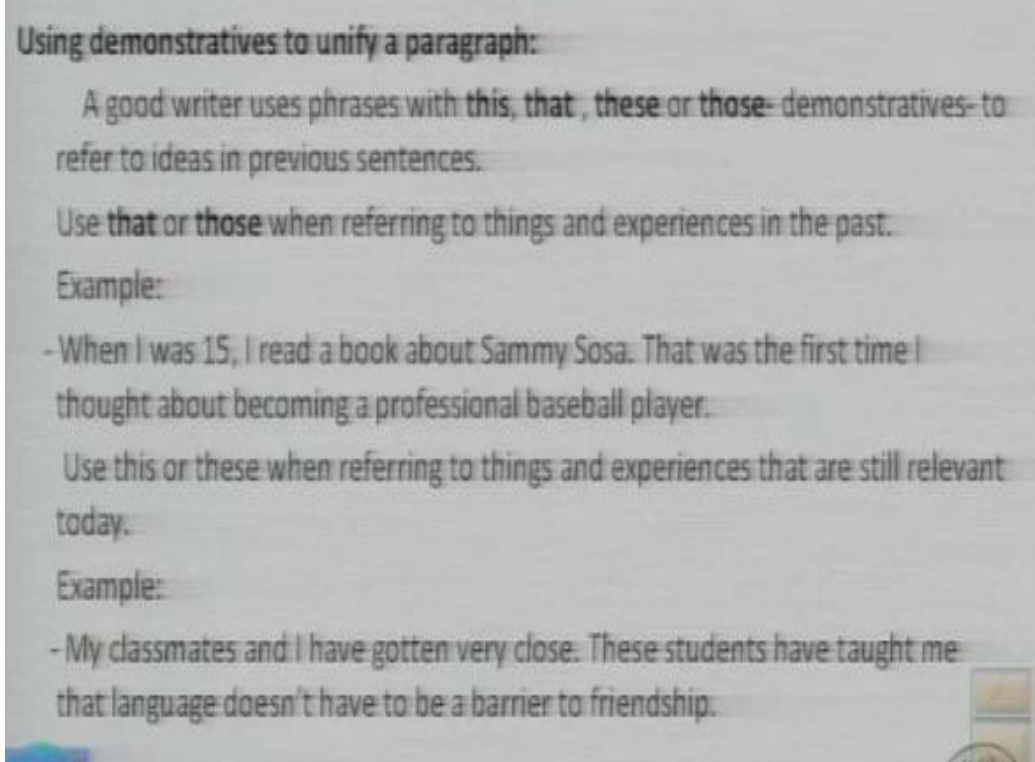 Using demonstratives to unify a paragraph:
A good writer uses phrases with this, that , these or those- demonstratives- to
refer to ideas in previous sentences.
Use that or those when referring to things and experiences in the past.
Example:
- When I was 15, I read a book about Sammy Sosa. That was the first time I
thought about becoming a professional baseball player.
Use this or these when referring to things and experiences that are still relevant
today.
Example:
- My classmates and I have gotten very close. These students have taught me
that language doesn't have to be a barrier to friendship.